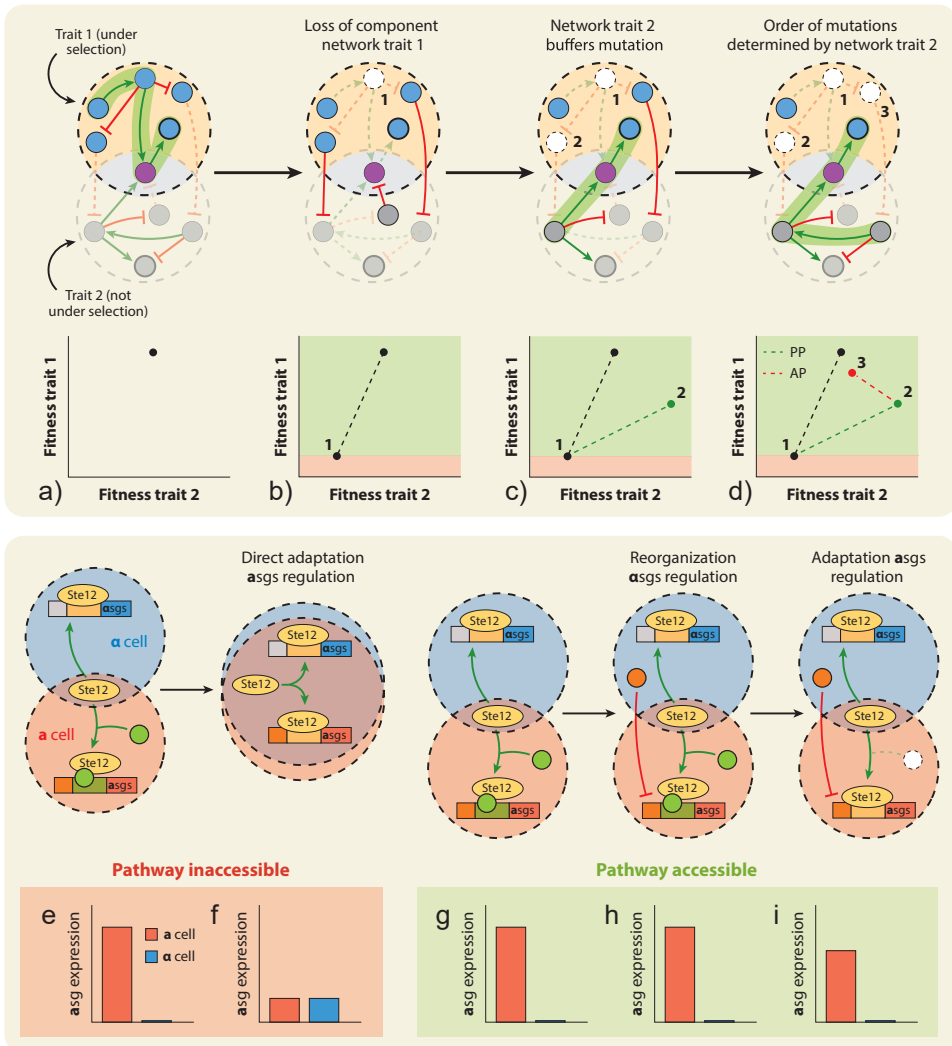 Trait 1 (under
selection)
Loss of component
network trait 1
Network trait 2
buffers mutation
Order of mutations
determined by network trait 2
1
1
2
1
2
3
Trait 2 (not
under selection)
Fitness trait 1
Fitness trait 2
a)
Fitness trait 1
1
Fitness trait 2
b)
Fitness trait 1
1
2
Fitness trait 2
c)
Fitness trait 1
PP
AP
1
2
3
Fitness trait 2
d)
Direct adaptation
asgs regulation
Reorganization
αsgs regulation
Adaptation asgs
regulation
Ste12
αsgs
α cell
Ste12
a cell
Ste12
asgs
Ste12
αsgs
Ste12
Ste12
asgs
Ste12
αsgs
Ste12
Ste12
asgs
Ste12
αsgs
Ste12
Ste12
asgs
Ste12
αsgs
Ste12
Ste12
asgs
Pathway inaccessible
Pathway accessible
e
asg expression
a cell
α cell
f
asg expression
g
asg expression
h
asg expression
i
asg expression